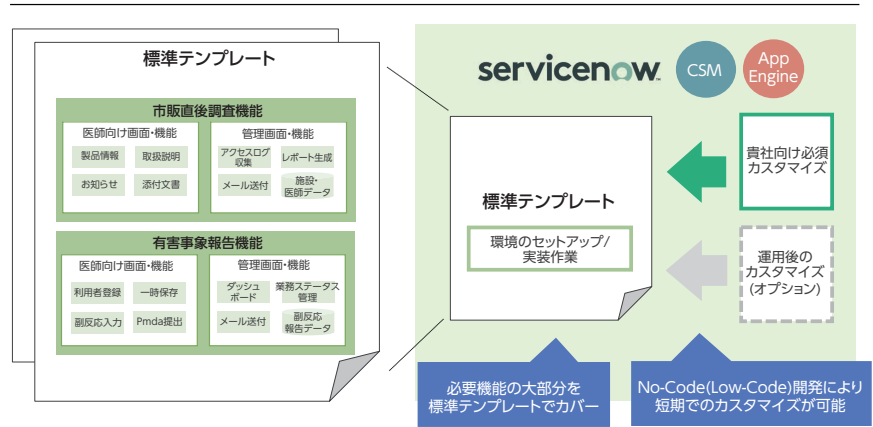 標準テンプレート
市販直後調査機能
医師向け画面・機能
製品情報
取扱説明
お知らせ
添付文書
管理画面・機能
アクセスログ
収集
レポート生成
メール送付
施設・
医師データ
有害事象報告機能
医師向け画面・機能
利用者登録
一時保存
副反応入力
Pmda提出
管理画面・機能
ダッシュ
ボード
業務ステータス
管理
メール送付
副反応
報告データ
servicenow
CSM
App
Engine
標準テンプレート
環境のセットアップ/
実装作業
貴社向け必須
カスタマイズ
運用後の
カスタマイズ
(オプション)
必要機能の大部分を
標準テンプレートでカバー
No-Code(Low-Code)開発により
短期でのカスタマイズが可能